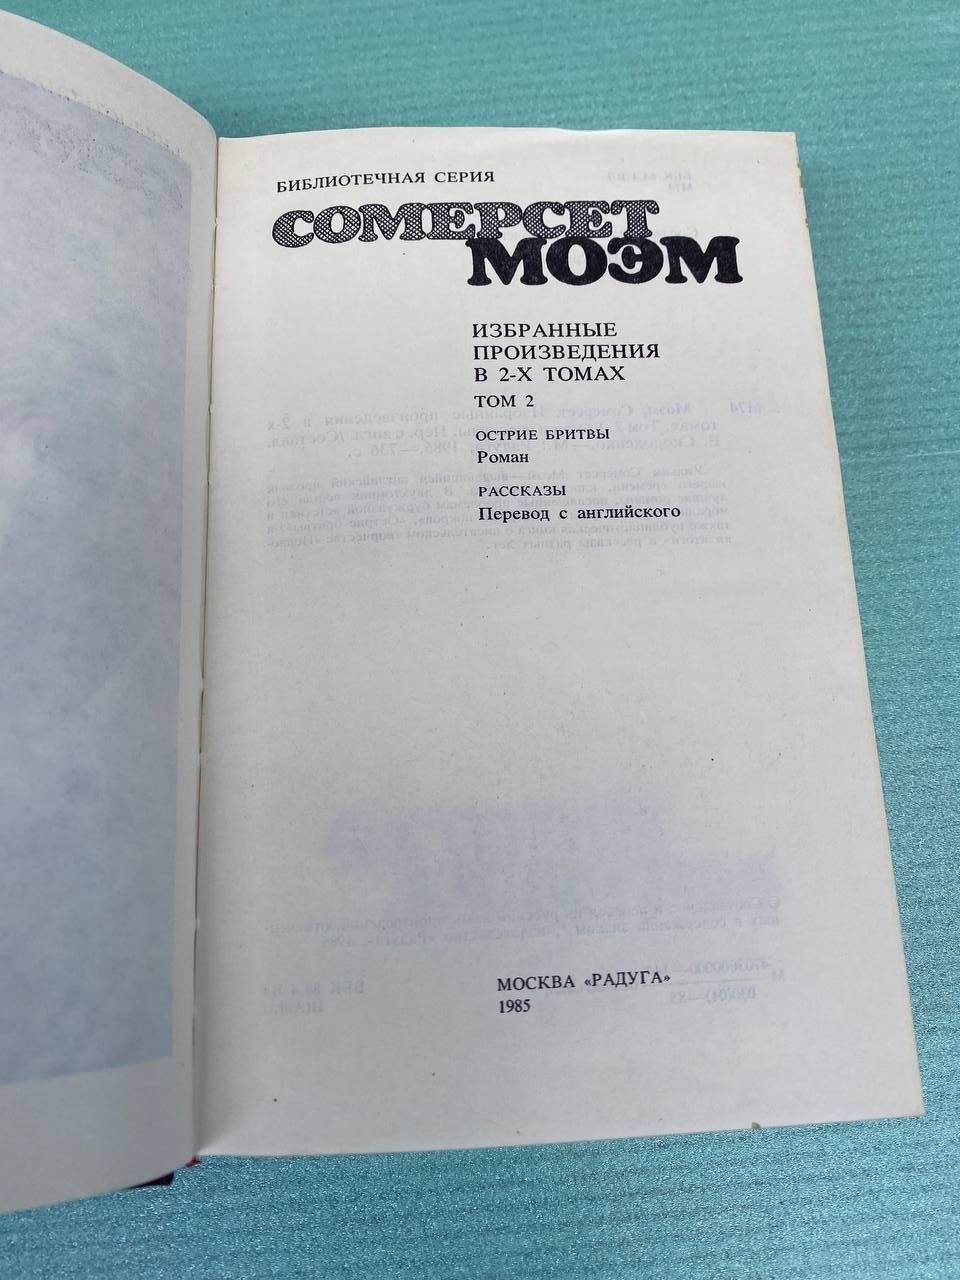 БИБЛИОТЕЧНАЯ СЕРИЯ
СОМЕРСЕТ
МОЭМ
ИЗБРАННЫЕ
ПРОИЗВЕДЕНИЯ
В 2-Х ТОМАХ
ТОМ 2
ОСТРИЕ БРИТВЫ
Роман
РАССКАЗЫ
Перевод с английского
МОСКВА «РАДУГА»
1985